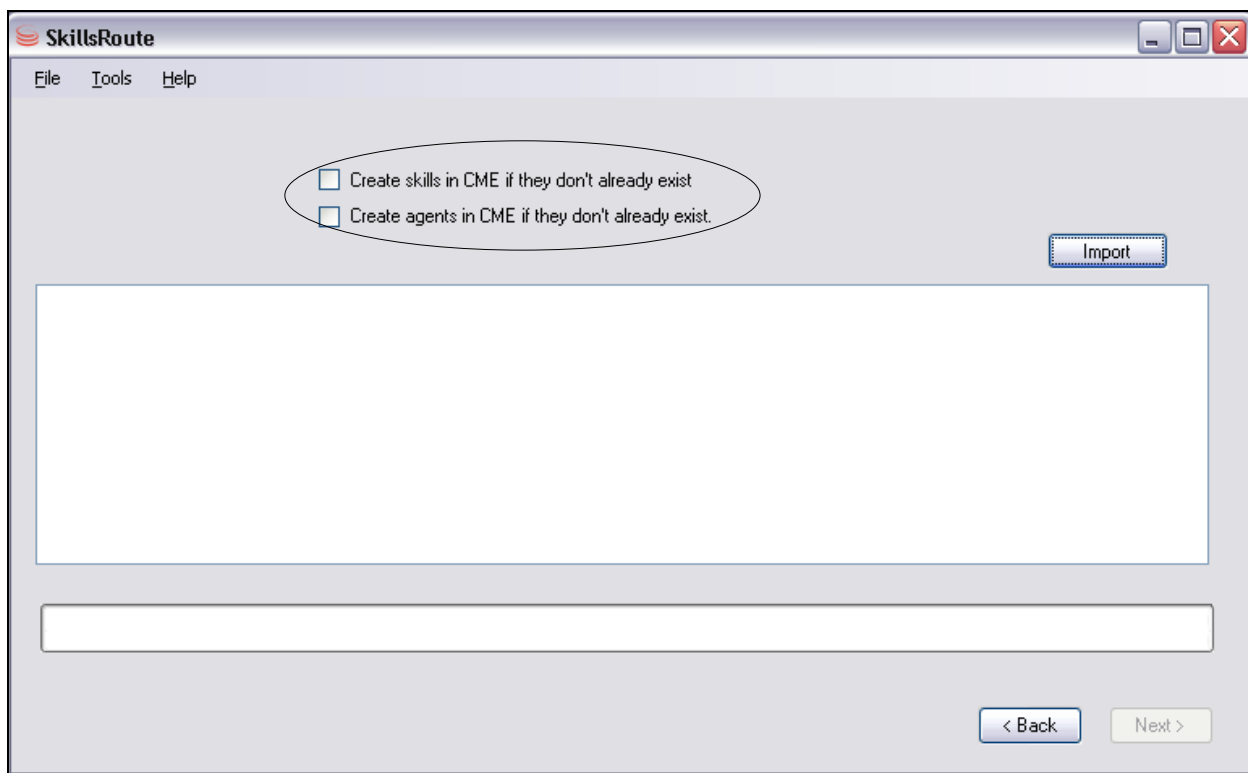 SkillsRoute
File Tools Help
Create skills in CME if they don't already exist
Create agents in CME if they don't already exist.
Import
< Back Next >